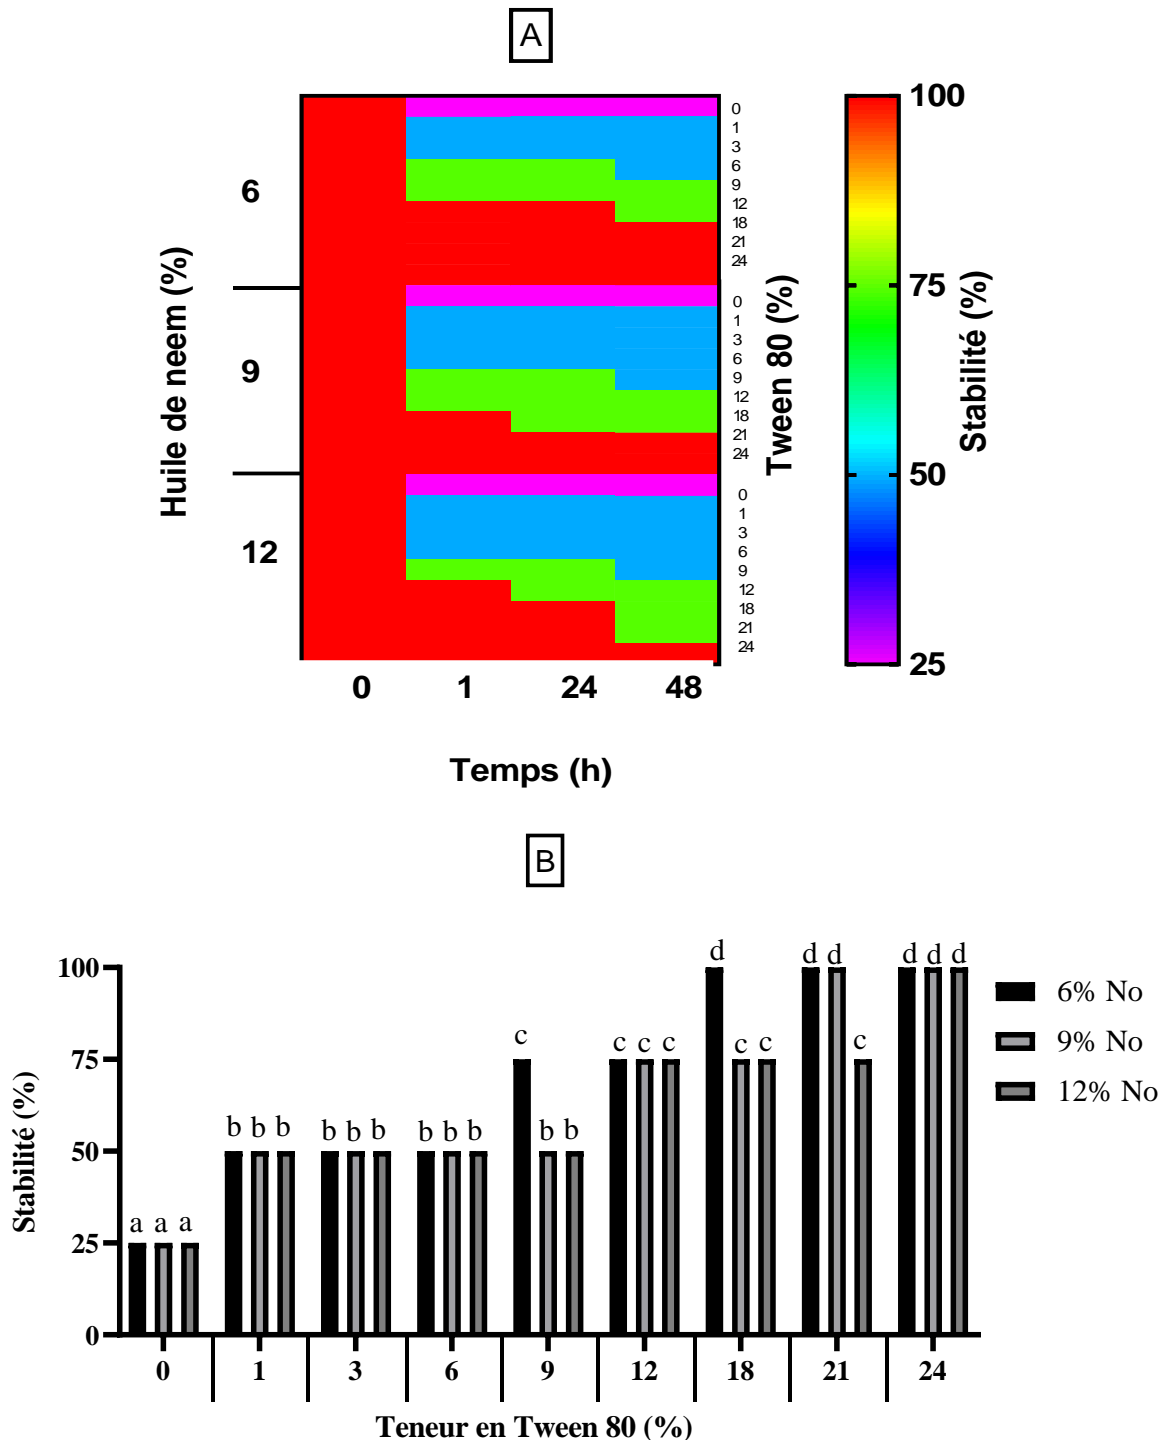 A
Huile de neem (%)
6
9
12
0
1
3
6
9
12
18
21
24
0
1
3
6
9
12
18
21
24
0
1
3
6
9
12
18
21
24
Tween 80 (%)
100
75
50
25
Stabilité (%)
0 1 24 48
Temps (h)
B
Stabilité (%)
100
75
50
25
0
a a a b b b b b b b b b c b b c c c d c c d d c d d d
0 1 3 6 9 12 18 21 24
Teneur en Tween 80 (%)
6% No
9% No
12% No